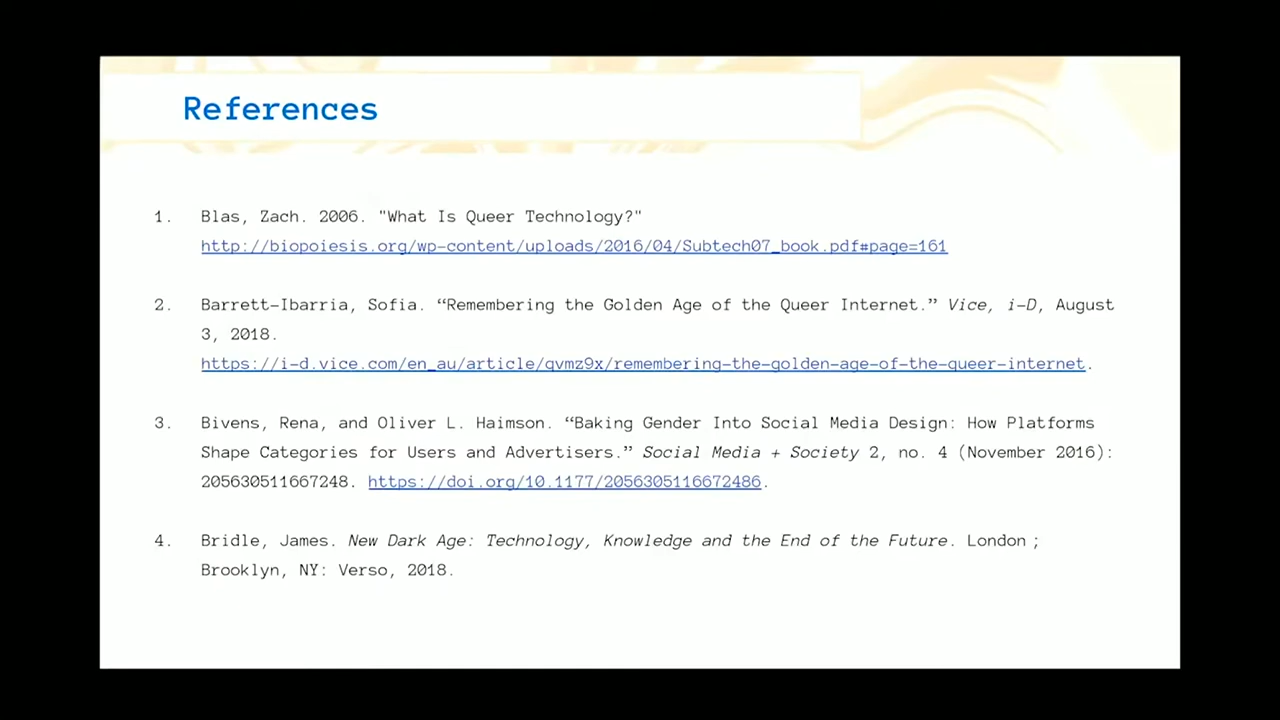 References
1. Blas, Zach. 2006. "What Is Queer Technology?"
http://biopoiesis.org/wp-content/uploads/2016/04/Subtech07_book.pdf#page=161
2. Barrett-Ibarria, Sofia. “Remembering the Golden Age of the Queer Internet.” Vice, i-D, August
3, 2018.
https://i-d.vice.com/en_au/article/qvmz9x/remembering-the-golden-age-of-the-queer-internet.
3. Bivens, Rena, and Oliver L. Haimson. “Baking Gender Into Social Media Design: How Platforms
Shape Categories for Users and Advertisers.” Social Media + Society 2, no. 4 (November 2016):
205630511667248. https://doi.org/10.1177/2056305116672486.
4. Bridle, James. New Dark Age: Technology, Knowledge and the End of the Future. London ;
Brooklyn, NY: Verso, 2018.